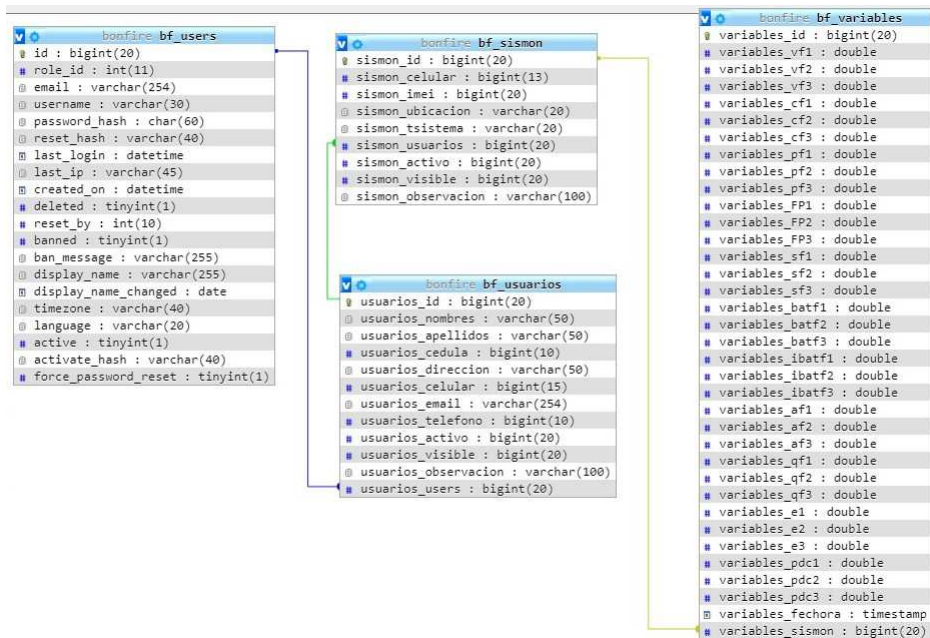 bonfire bf_users
id : bigint(20)
role_id : int(11)
email : varchar(254)
username : varchar(30)
password_hash : char(60)
reset_hash : varchar(40)
last_login : datetime
last_ip : varchar(45)
created_on : datetime
deleted : tinyint(1)
reset_by : int(10)
banned : tinyint(1)
ban_message : varchar(255)
display_name : varchar(255)
display_name_changed : date
timezone : varchar(40)
language : varchar(20)
active : tinyint(1)
activate_hash : varchar(40)
force_password_reset : tinyint(1)
bonfire bf_sismon
sismon_id : bigint(20)
sismon_celular : bigint(13)
sismon_imei : bigint(20)
sismon_ubicacion : varchar(20)
sismon_tsistema : varchar(20)
sismon_usuarios : bigint(20)
sismon_activo : bigint(20)
sismon_visible : bigint(20)
sismon_observacion : varchar(100)
bonfire bf_usuarios
usuarios_id : bigint(20)
usuarios_nombres : varchar(50)
usuarios_apellidos : varchar(50)
usuarios_cedula : bigint(10)
usuarios_direccion : varchar(50)
usuarios_celular : bigint(15)
usuarios_email : varchar(254)
usuarios_telefono : bigint(10)
usuarios_activo : bigint(20)
usuarios_visible : bigint(20)
usuarios_observacion : varchar(100)
usuarios_users : bigint(20)
bonfire bf_variables
variables_id : bigint(20)
variables_vf1 : double
variables_vf2 : double
variables_vf3 : double
variables_cf1 : double
variables_cf2 : double
variables_cf3 : double
variables_pf1 : double
variables_pf2 : double
variables_pf3 : double
variables_FP1 : double
variables_FP2 : double
variables_FP3 : double
variables_sf1 : double
variables_sf2 : double
variables_sf3 : double
variables_batf1 : double
variables_batf2 : double
variables_batf3 : double
variables_ibatf1 : double
variables_ibatf2 : double
variables_ibatf3 : double
variables_af1 : double
variables_af2 : double
variables_af3 : double
variables_qf1 : double
variables_qf2 : double
variables_qf3 : double
variables_e1 : double
variables_e2 : double
variables_e3 : double
variables_pdc1 : double
variables_pdc2 : double
variables_pdc3 : double
variables_fechora : timestamp
variables_sismon : bigint(20)